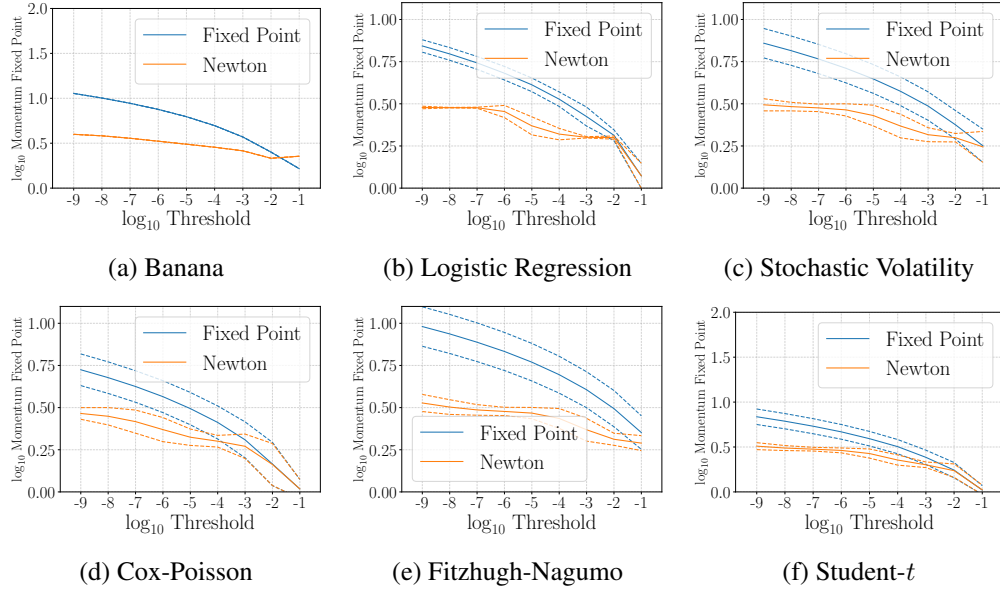 log10 Momentum Fixed Point
2.0
1.5
1.0
0.5
0.0
Fixed Point
Newton
-9 -8 -7 -6 -5 -4 -3 -2 -1
log10 Threshold
(a) Banana
log10 Momentum Fixed Point
1.00
0.75
0.50
0.25
0.00
Fixed Point
Newton
-9 -8 -7 -6 -5 -4 -3 -2 -1
log10 Threshold
(b) Logistic Regression
log10 Momentum Fixed Point
1.00
0.75
0.50
0.25
0.00
Fixed Point
Newton
-9 -8 -7 -6 -5 -4 -3 -2 -1
log10 Threshold
(c) Stochastic Volatility
log10 Momentum Fixed Point
1.00
0.75
0.50
0.25
0.00
Fixed Point
Newton
-9 -8 -7 -6 -5 -4 -3 -2 -1
log10 Threshold
(d) Cox-Poisson
log10 Momentum Fixed Point
1.00
0.75
0.50
0.25
0.00
Fixed Point
Newton
-9 -8 -7 -6 -5 -4 -3 -2 -1
log10 Threshold
(e) Fitzhugh-Nagumo
log10 Momentum Fixed Point
2.0
1.5
1.0
0.5
0.0
Fixed Point
Newton
-9 -8 -7 -6 -5 -4 -3 -2 -1
log10 Threshold
(f) Student-t